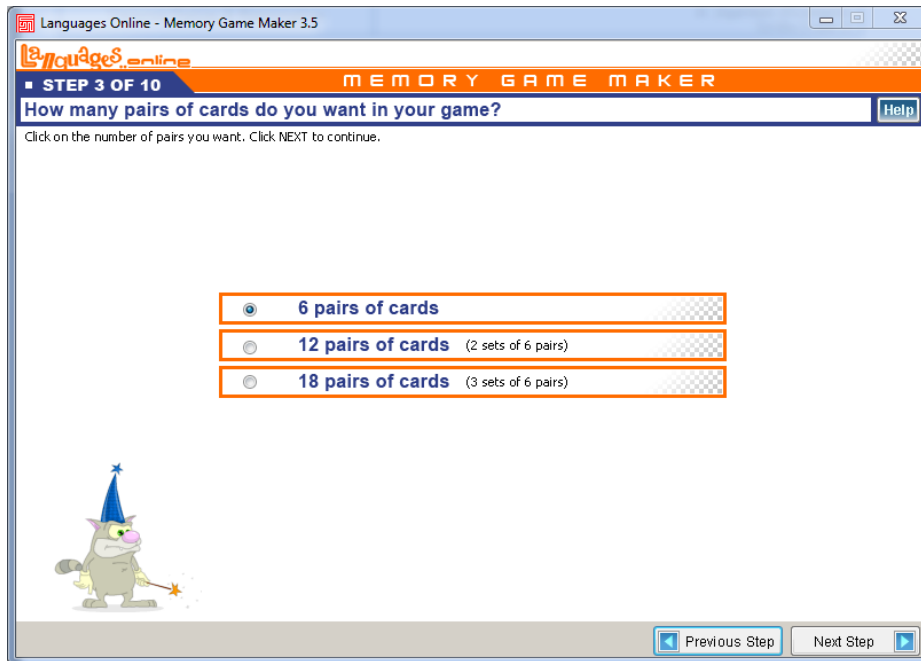 Languages Online - Memory Game Maker 3.5
Languages online
STEP 3 OF 10
MEMORY GAME MAKER
How many pairs of cards do you want in your game?
Help
Click on the number of pairs you want. Click NEXT to continue.
6 pairs of cards
12 pairs of cards (2 sets of 6 pairs)
18 pairs of cards (3 sets of 6 pairs)
Previous Step
Next Step